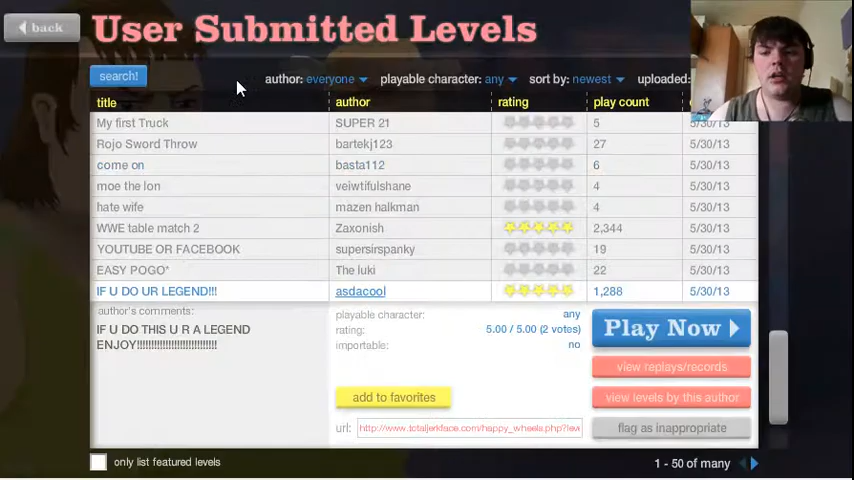 back
User Submitted Levels
search!
author: everyone
playable character: any
sort by: newest
uploaded:
title author rating play count
My first Truck SUPER 21 5 5/30/13
Rojo Sword Throw bartekj123 27 5/30/13
come on basta112 6 5/30/13
moe the lon veiwtifulshane 4 5/30/13
hate wife mazen halkman 4 5/30/13
WWE table match 2 Zaxonish 2,344 5/30/13
YOUTUBE OR FACEBOOK supersirspanky 19 5/30/13
EASY POGO* The luki 22 5/30/13
IF U DO UR LEGEND!!! asdacool 1,288 5/30/13
author's comments:
IF U DO THIS U R A LEGEND
ENJOY!!!!!!!!!!!!!!!!!!!!!!!!!!!!
playable character: any
rating: 5.00 / 5.00 (2 votes)
importable: no
add to favorites
url: http://www.totaljerkface.com/happy_wheels.php?lev
Play Now
view replays/records
view levels by this author
flag as inappropriate
only list featured levels
1 - 50 of many